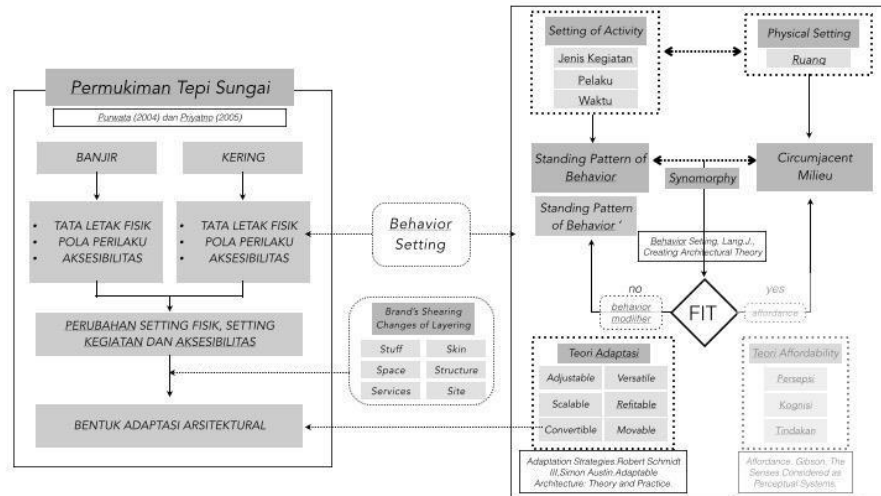 Permukiman Tepi Sungai
Purwata (2004) dan Priyatno (2005)
BANJIR
KERING
• TATA LETAK FISIK
• POLA PERILAKU
• AKSESIBILITAS
• TATA LETAK FISIK
• POLA PERILAKU
• AKSESIBILITAS
PERUBAHAN SETTING FISIK, SETTING
KEGIATAN DAN AKSESIBILITAS
BENTUK ADAPTASI ARSITEKTURAL
Behavior
Setting
Brand's Shearing
Changes of Layering
Stuff
Skin
Space
Structure
Services
Site
Setting of Activity
Jenis Kegiatan
Pelaku
Waktu
Physical Setting
Ruang
Standing Pattern of
Behavior
Synomorphy
Circumjacent
Milieu
Standing Pattern
of Behavior '
Behavior Setting, Lang.J.,
Creating Architectural Theory
no
yes
behavior
modifier
FIT
affordance
Teori Adaptasi
Adjustable
Versatile
Scalable
Refitable
Convertible
Movable
Adaptation Strategies.Robert Schmidt
III,Simon Austin.Adaptable
Architecture: Theory and Practice.
Teori Affordability
Persepsi
Kognisi
Tindakan
Affordance. Gibson. The
Senses Considered as
Perceptual Systems.